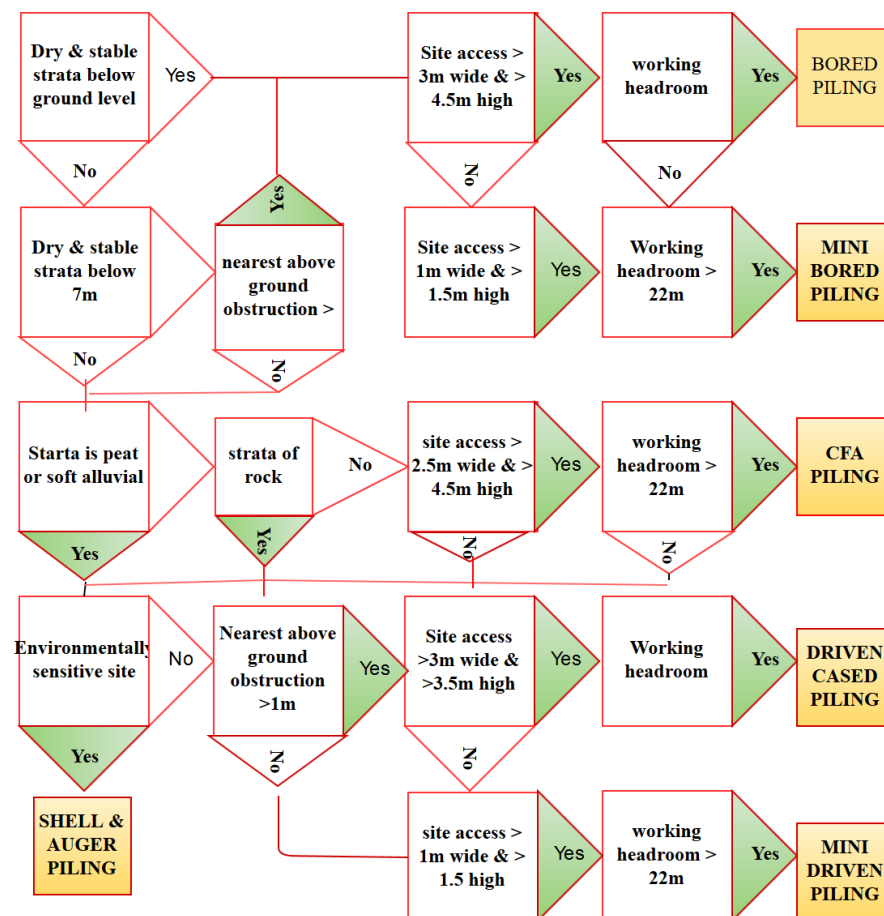 Dry & stable
strata below
ground level
Yes
Site access >
3m wide & >
4.5m high
Yes
working
headroom
Yes
BORED
PILING
No
Yes
No
No
Dry & stable
strata below
7m
nearest above
ground
obstruction >
Site access >
1m wide & >
1.5m high
Yes
Working
headroom >
22m
Yes
MINI
BORED
PILING
No
No
Starta is peat
or soft alluvial
strata of
rock
No
site access >
2.5m wide & >
4.5m high
Yes
working
headroom >
22m
Yes
CFA
PILING
Yes
Yes
No
No
Environmentally
sensitive site
No
Nearest above
ground
obstruction
>1m
Yes
Site access
>3m wide &
>3.5m high
Yes
Working
headroom
Yes
DRIVEN
CASED
PILING
Yes
No
No
SHELL &
AUGER
PILING
site access >
1m wide & >
1.5 high
Yes
working
headroom >
22m
Yes
MINI
DRIVEN
PILING